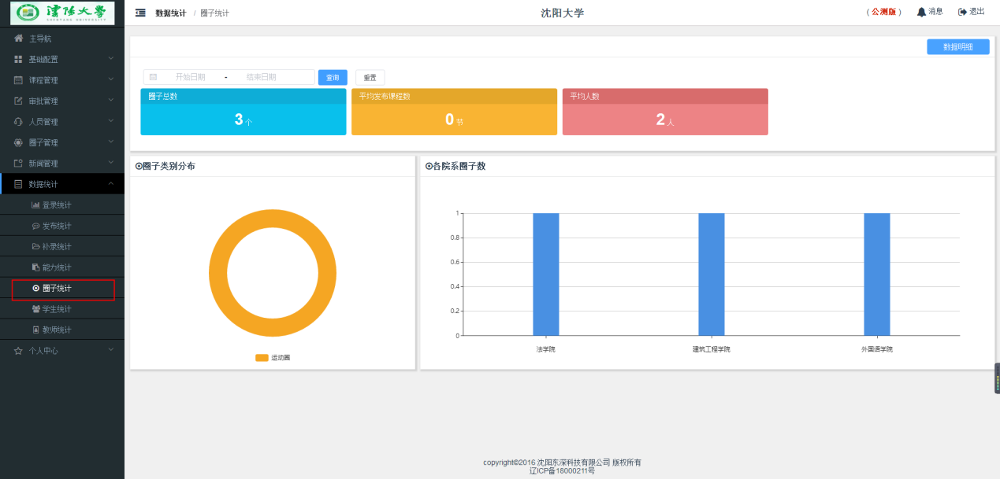 瀋陽大學
SHENYANG UNIVERSITY
数据统计 / 圈子统计
沈阳大学
(公测版)
消息
退出
主导航
基础配置
课程管理
审批管理
人员管理
圈子管理
新闻管理
数据统计
登录统计
发布统计
补录统计
能力统计
圈子统计
学生统计
教师统计
个人中心
数据明细
开始日期 - 结束日期
查询
重置
圈子总数
3 个
平均发布课程数
0 节
平均人数
2 人
圈子类别分布
运动圈
各院系圈子数
1
0.8
0.6
0.4
0.2
0
法学院
建筑工程学院
外国语学院
copyright©2016 沈阳东深科技有限公司 版权所有
辽ICP备18000211号